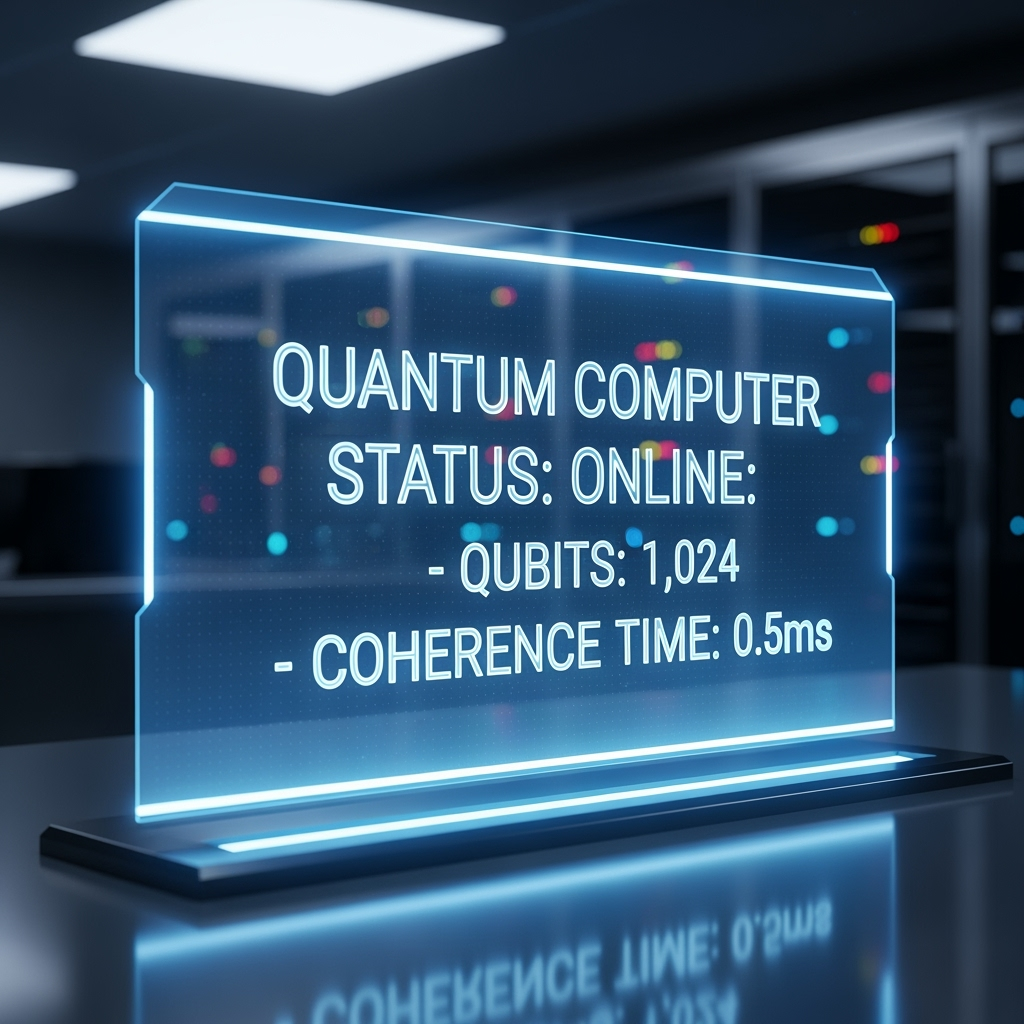 QUANTUM COMPUTER
STATUS: ONLINE:
- QUBITS: 1,024
- COHERENCE TIME: 0.5ms